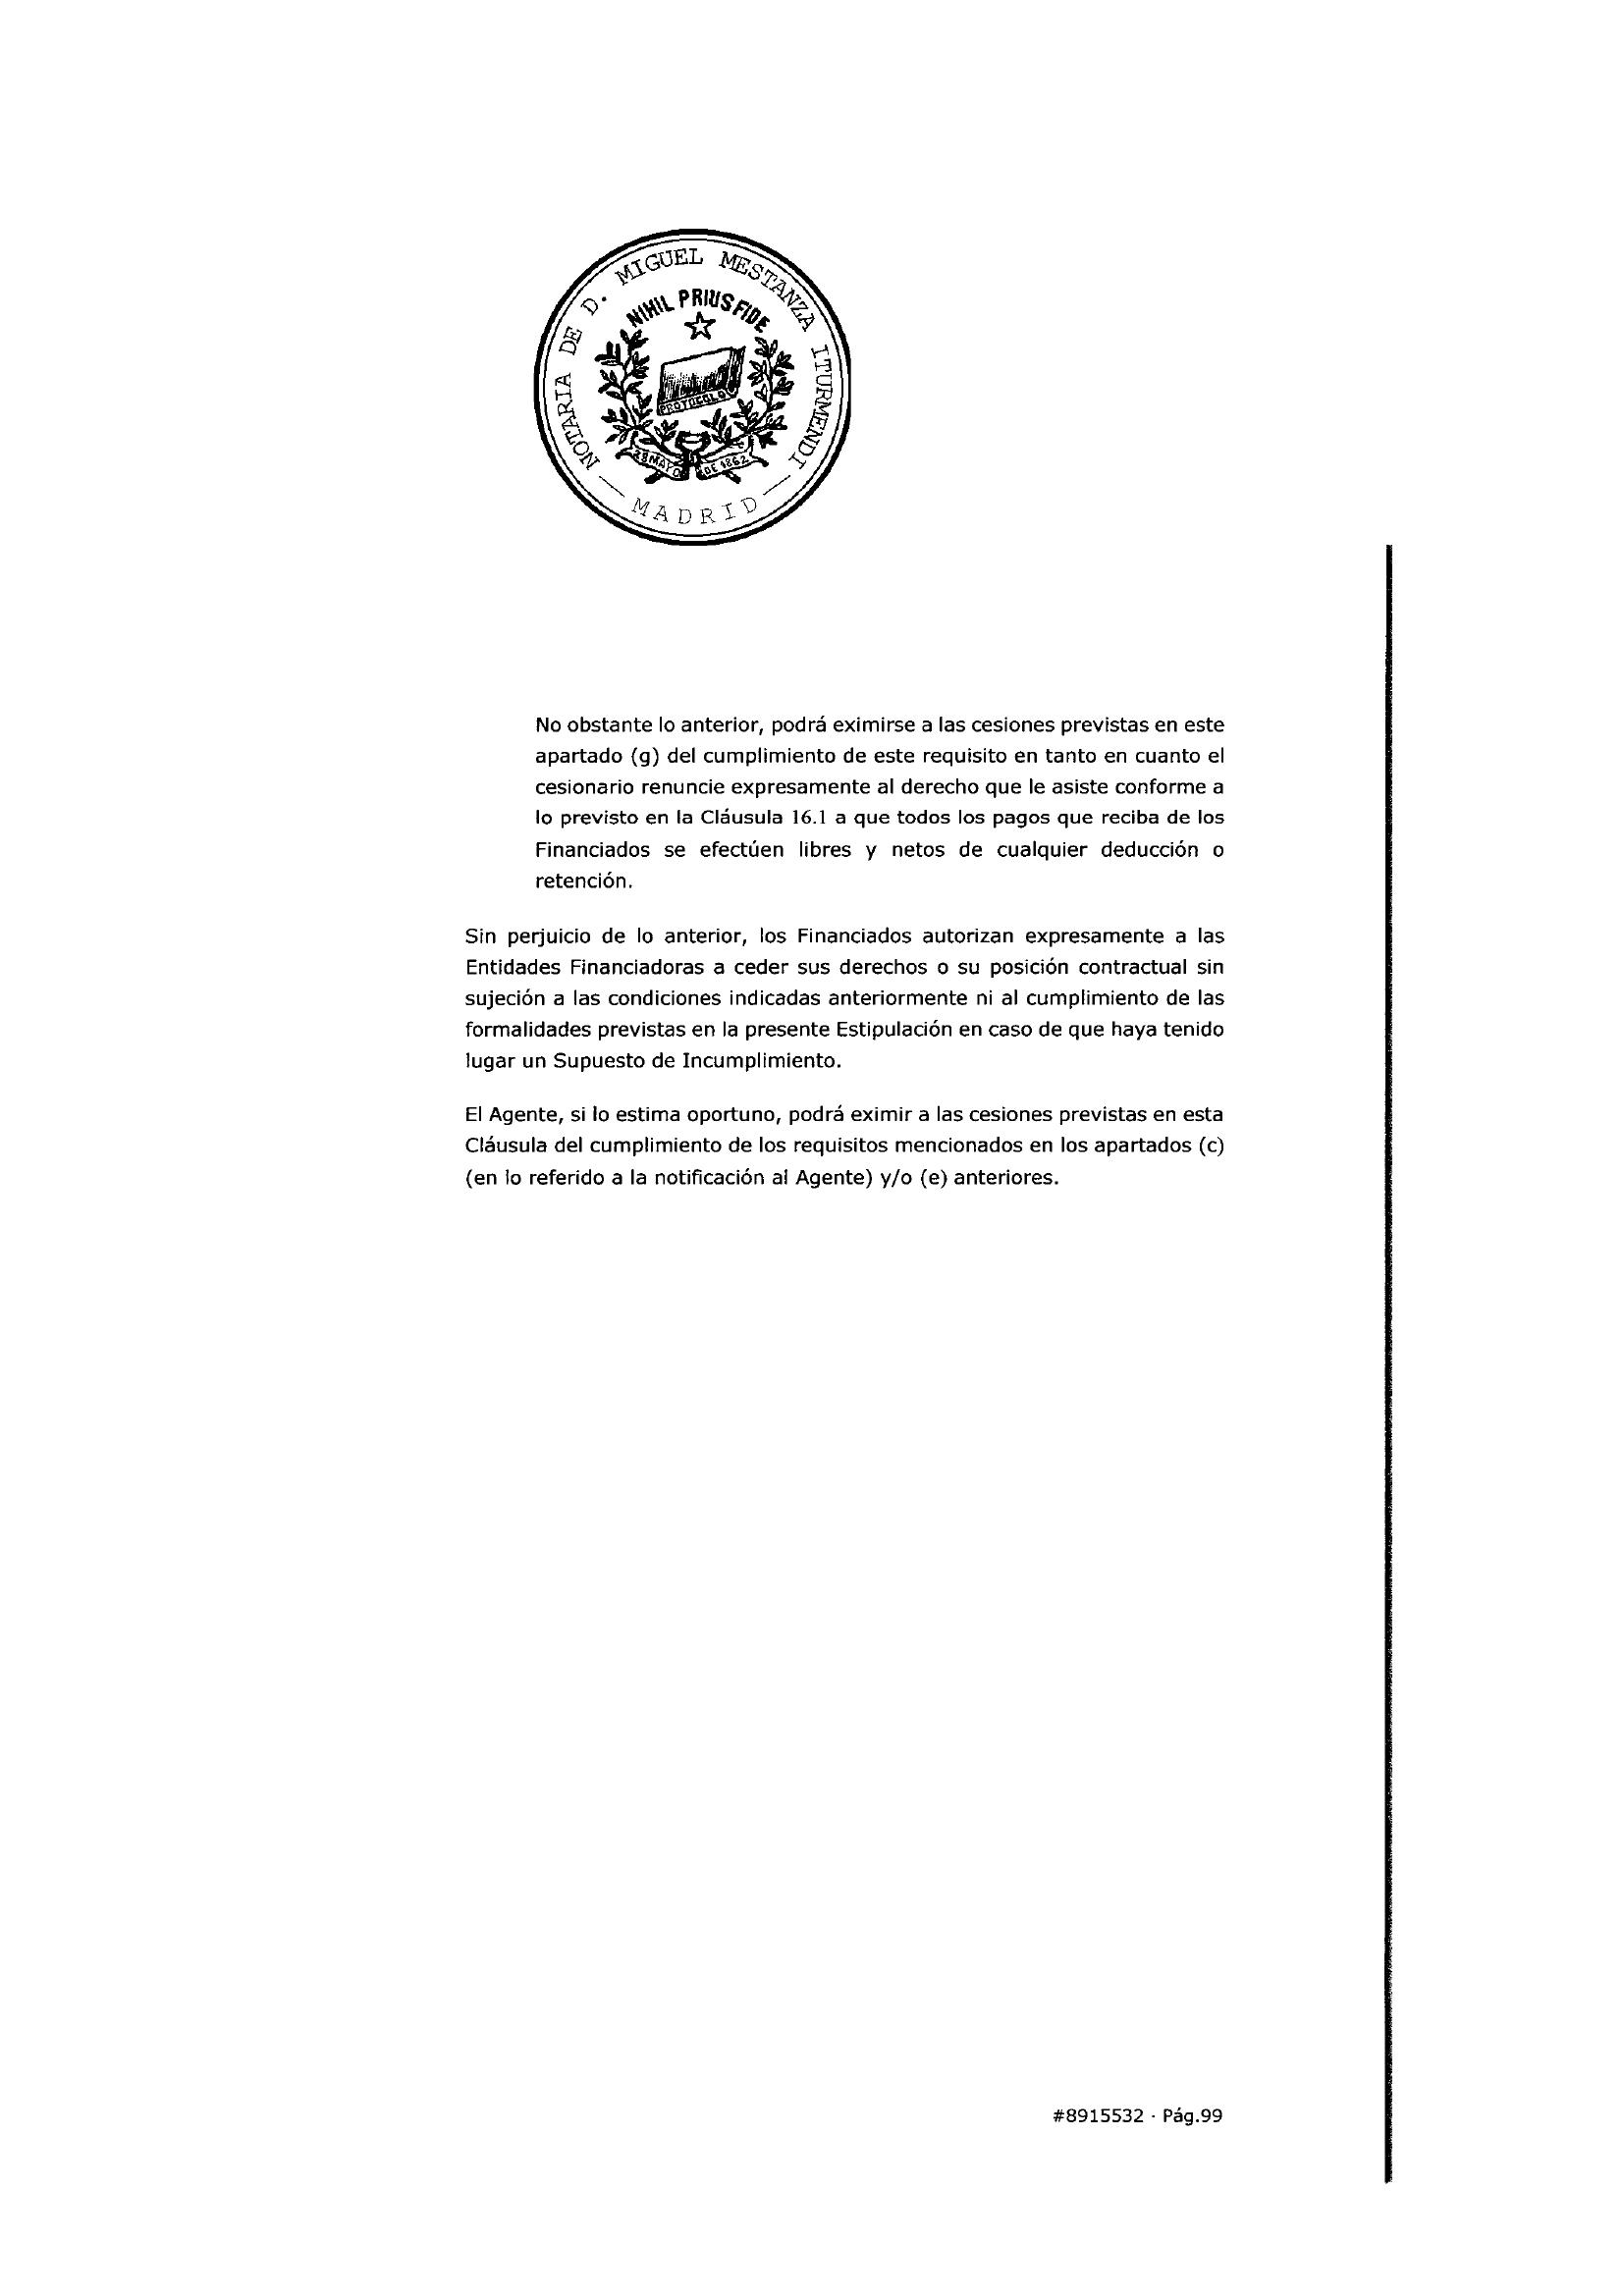 NOTARIA DE D. MIGUEL MESTANZA ITURMENDI
NIHIL PRIUS FIDE
PROTOCOLO
28 MAYO DE 1862
— MADRID —
No obstante lo anterior, podrá eximirse a las cesiones previstas en este
apartado (g) del cumplimiento de este requisito en tanto en cuanto el
cesionario renuncie expresamente al derecho que le asiste conforme a
lo previsto en la Cláusula 16.1 a que todos los pagos que reciba de los
Financiados se efectúen libres y netos de cualquier deducción o
retención.
Sin perjuicio de lo anterior, los Financiados autorizan expresamente a las
Entidades Financiadoras a ceder sus derechos o su posición contractual sin
sujeción a las condiciones indicadas anteriormente ni al cumplimiento de las
formalidades previstas en la presente Estipulación en caso de que haya tenido
lugar un Supuesto de Incumplimiento.
El Agente, si lo estima oportuno, podrá eximir a las cesiones previstas en esta
Cláusula del cumplimiento de los requisitos mencionados en los apartados (c)
(en lo referido a la notificación al Agente) y/o (e) anteriores.
#8915532 · Pág.99